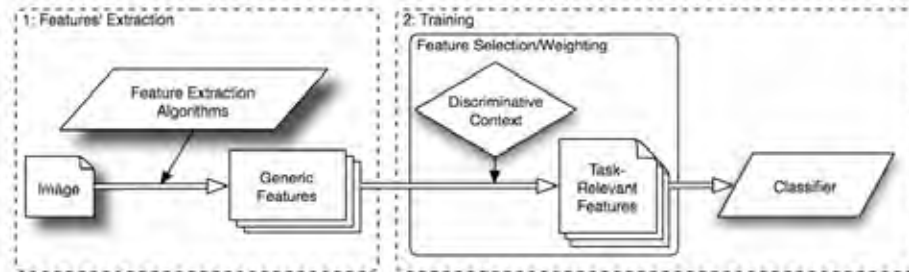 1: Features' Extraction
Feature Extraction
Algorithms
Image
Generic
Features
2: Training
Feature Selection/Weighting
Discriminative
Context
Task-
Relevant
Features
Classifier